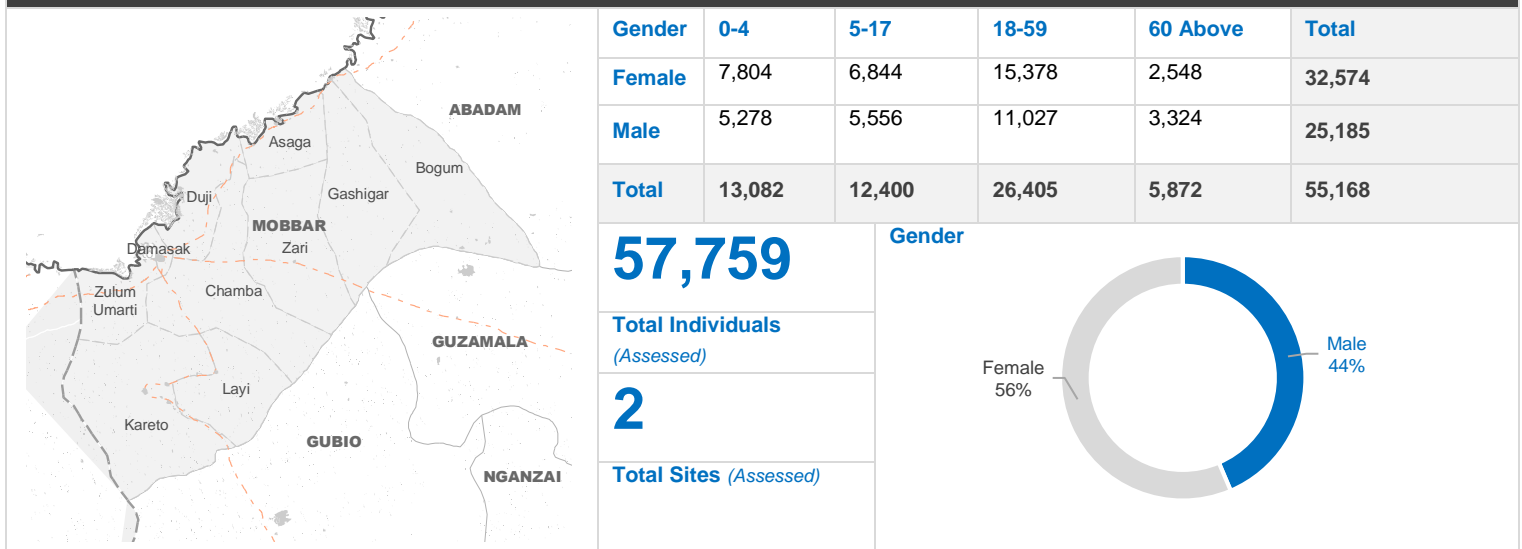 ABADAM
Asaga
Bogum
Duji
Gashigar
MOBBAR
Damasak
Zari
Zulum
Umarti
Chamba
GUZAMALA
Layi
Kareto
GUBIO
NGANZAI
Gender 0-4 5-17 18-59 60 Above Total
Female 7,804 6,844 15,378 2,548 32,574
Male 5,278 5,556 11,027 3,324 25,185
Total 13,082 12,400 26,405 5,872 55,168
57,759
Total Individuals
(Assessed)
2
Total Sites (Assessed)
Gender
Male
44%
Female
56%